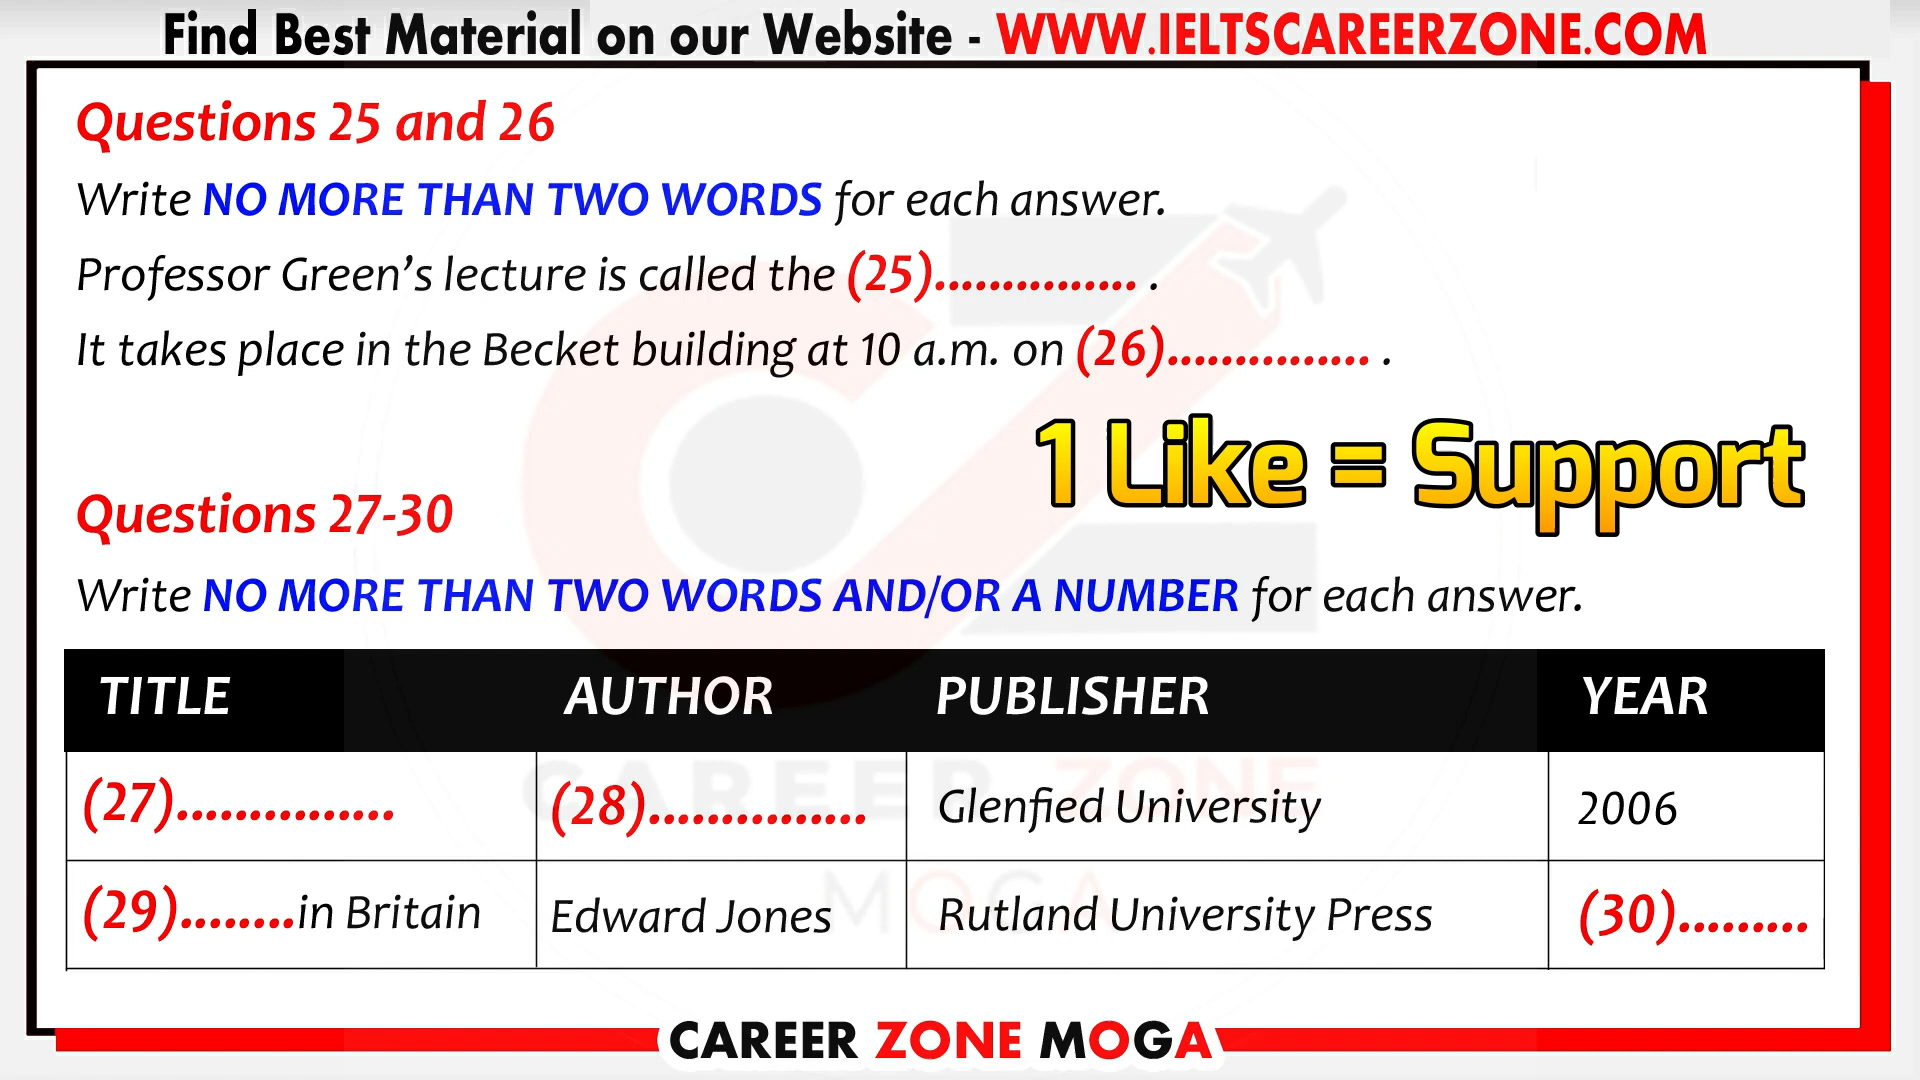 Find Best Material on our Website - WWW.IELTSCAREERZONE.COM
Questions 25 and 26
Write NO MORE THAN TWO WORDS for each answer.
Professor Green's lecture is called the (25)............... .
It takes place in the Becket building at 10 a.m. on (26)............... .
1 Like = Support
Questions 27-30
Write NO MORE THAN TWO WORDS AND/OR A NUMBER for each answer.
TITLE AUTHOR PUBLISHER YEAR
(27)............... (28)............... Glenfied University 2006
(29)........in Britain Edward Jones Rutland University Press (30).........
CAREER ZONE
MOGA
CAREER ZONE MOGA